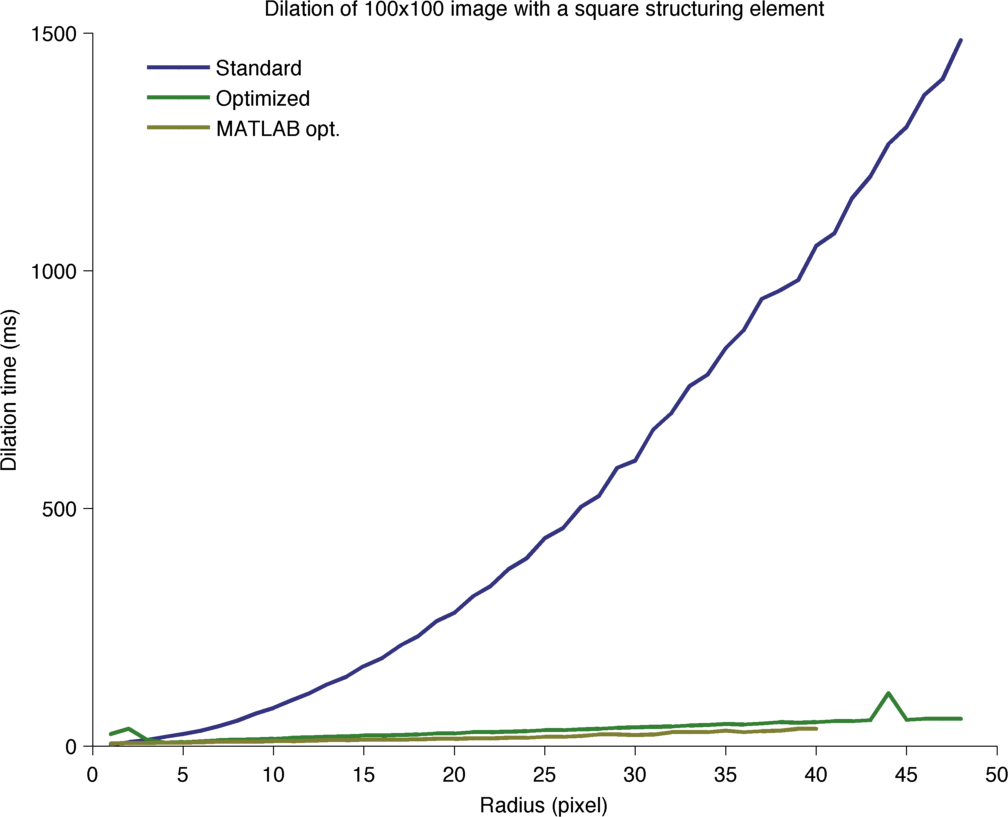 Dilation of 100x100 image with a square structuring element
1500
Standard
Optimized
MATLAB opt.
1000
Dilation time (ms)
500
0
0 5 10 15 20 25 30 35 40 45 50
Radius (pixel)